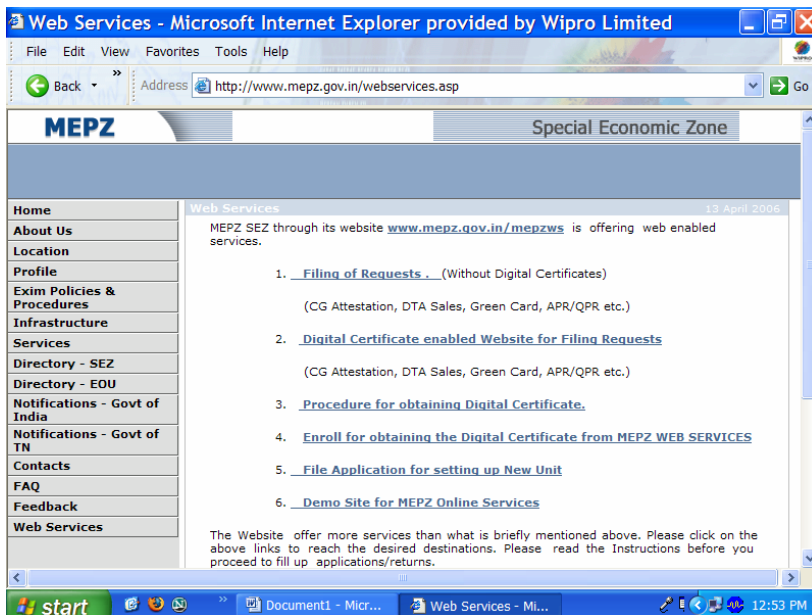 Web Services - Microsoft Internet Explorer provided by Wipro Limited
File Edit View Favorites Tools Help
WIPRO
Back » Address http://www.mepz.gov.in/webservices.asp Go
MEPZ Special Economic Zone
Home
About Us
Location
Profile
Exim Policies &
Procedures
Infrastructure
Services
Directory - SEZ
Directory - EOU
Notifications - Govt of
India
Notifications - Govt of
TN
Contacts
FAQ
Feedback
Web Services
Web Services 13 April 2006
MEPZ SEZ through its website www.mepz.gov.in/mepzws is offering web enabled
services.
1. Filing of Requests . (Without Digital Certificates)
(CG Attestation, DTA Sales, Green Card, APR/QPR etc.)
2. Digital Certificate enabled Website for Filing Requests
(CG Attestation, DTA Sales, Green Card, APR/QPR etc.)
3. Procedure for obtaining Digital Certificate.
4. Enroll for obtaining the Digital Certificate from MEPZ WEB SERVICES
5. File Application for setting up New Unit
6. Demo Site for MEPZ Online Services
The Website offer more services than what is briefly mentioned above. Please click on the
above links to reach the desired destinations. Please read the Instructions before you
proceed to fill up applications/returns.
start » Document1 - Micr... Web Services - Mi... 12:53 PM